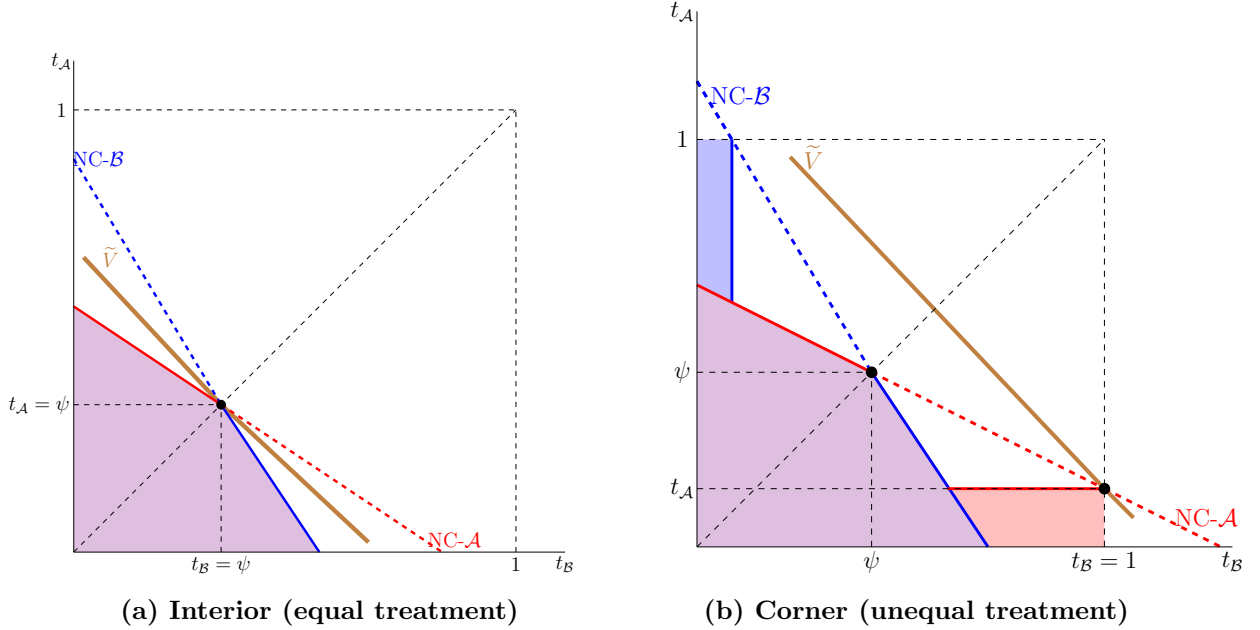 t_𝒜
1
NC-ℬ
Ṽ
t_𝒜 = ψ
NC-𝒜
t_ℬ = ψ
1
t_ℬ
(a) Interior (equal treatment)
t_𝒜
NC-ℬ
1
Ṽ
ψ
t_𝒜
NC-𝒜
ψ
t_ℬ = 1
t_ℬ
(b) Corner (unequal treatment)